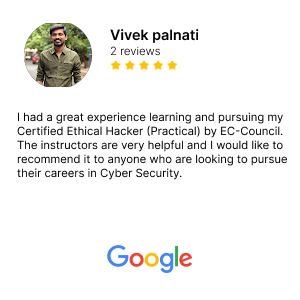 Vivek palnati
2 reviews
I had a great experience learning and pursuing my
Certified Ethical Hacker (Practical) by EC-Council.
The instructors are very helpful and I would like to
recommend it to anyone who are looking to pursue
their careers in Cyber Security.
Google